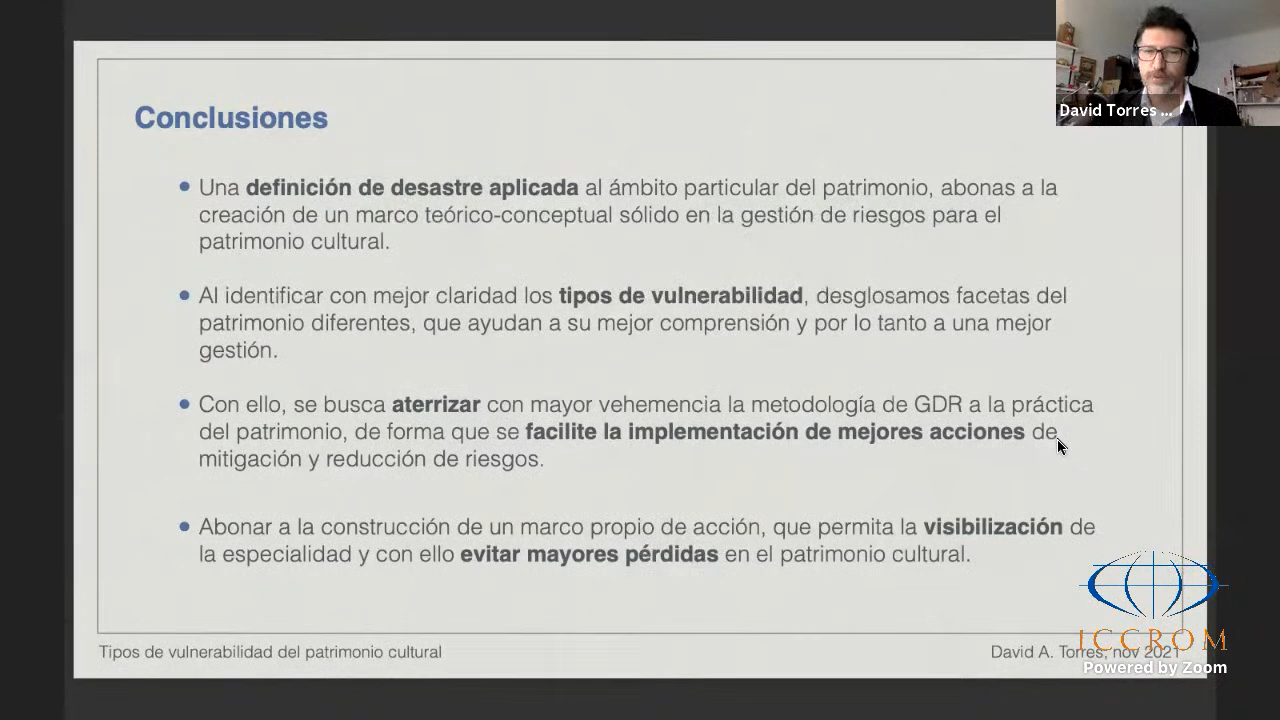 David Torres ...
Conclusiones
• Una definición de desastre aplicada al ámbito particular del patrimonio, abonas a la
creación de un marco teórico-conceptual sólido en la gestión de riesgos para el
patrimonio cultural.
• Al identificar con mejor claridad los tipos de vulnerabilidad, desglosamos facetas del
patrimonio diferentes, que ayudan a su mejor comprensión y por lo tanto a una mejor
gestión.
• Con ello, se busca aterrizar con mayor vehemencia la metodología de GDR a la práctica
del patrimonio, de forma que se facilite la implementación de mejores acciones de
mitigación y reducción de riesgos.
• Abonar a la construcción de un marco propio de acción, que permita la visibilización de
la especialidad y con ello evitar mayores pérdidas en el patrimonio cultural.
Tipos de vulnerabilidad del patrimonio cultural
David A. Torres, nov 2021
ICCROM
Powered by Zoom